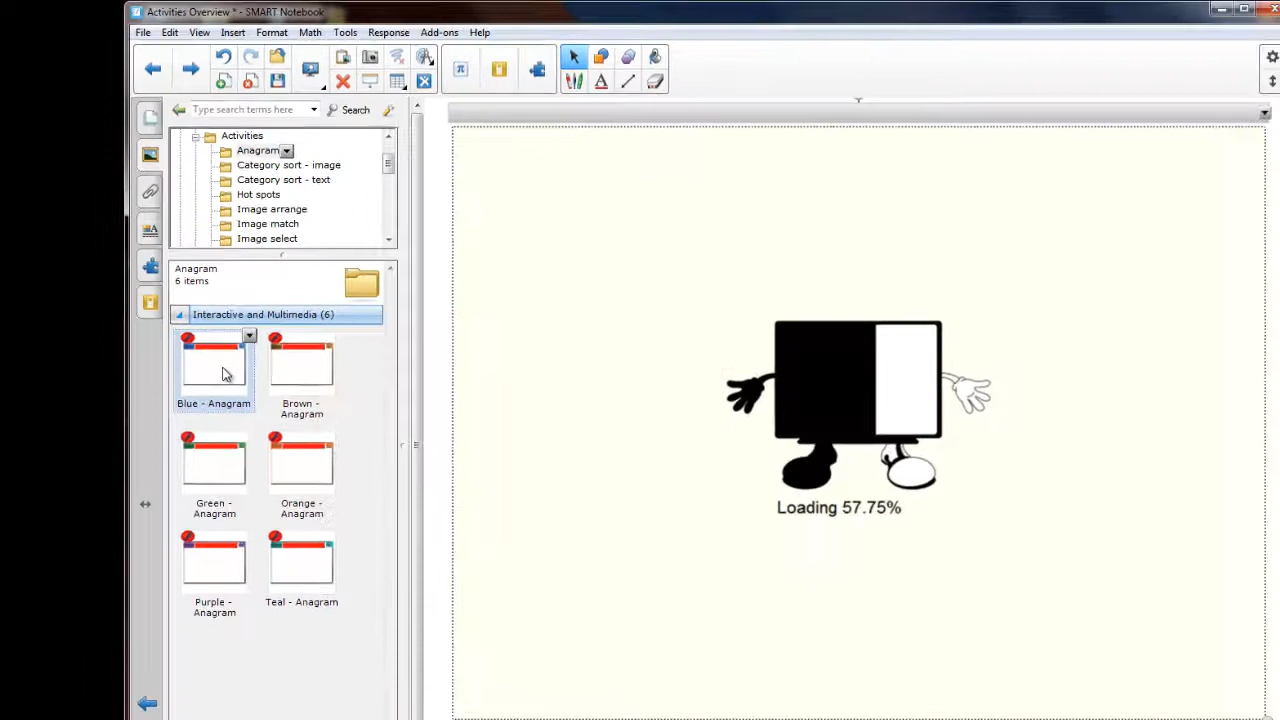 Activities Overview * - SMART Notebook
File Edit View Insert Format Math Tools Response Add-ons Help
Type search terms here Search
Activities
Anagram
Category sort - image
Category sort - text
Hot spots
Image arrange
Image match
Image select
Anagram
6 items
Interactive and Multimedia (6)
Blue - Anagram
Brown -
Anagram
Green -
Anagram
Orange -
Anagram
Purple -
Anagram
Teal - Anagram
Loading 57.75%